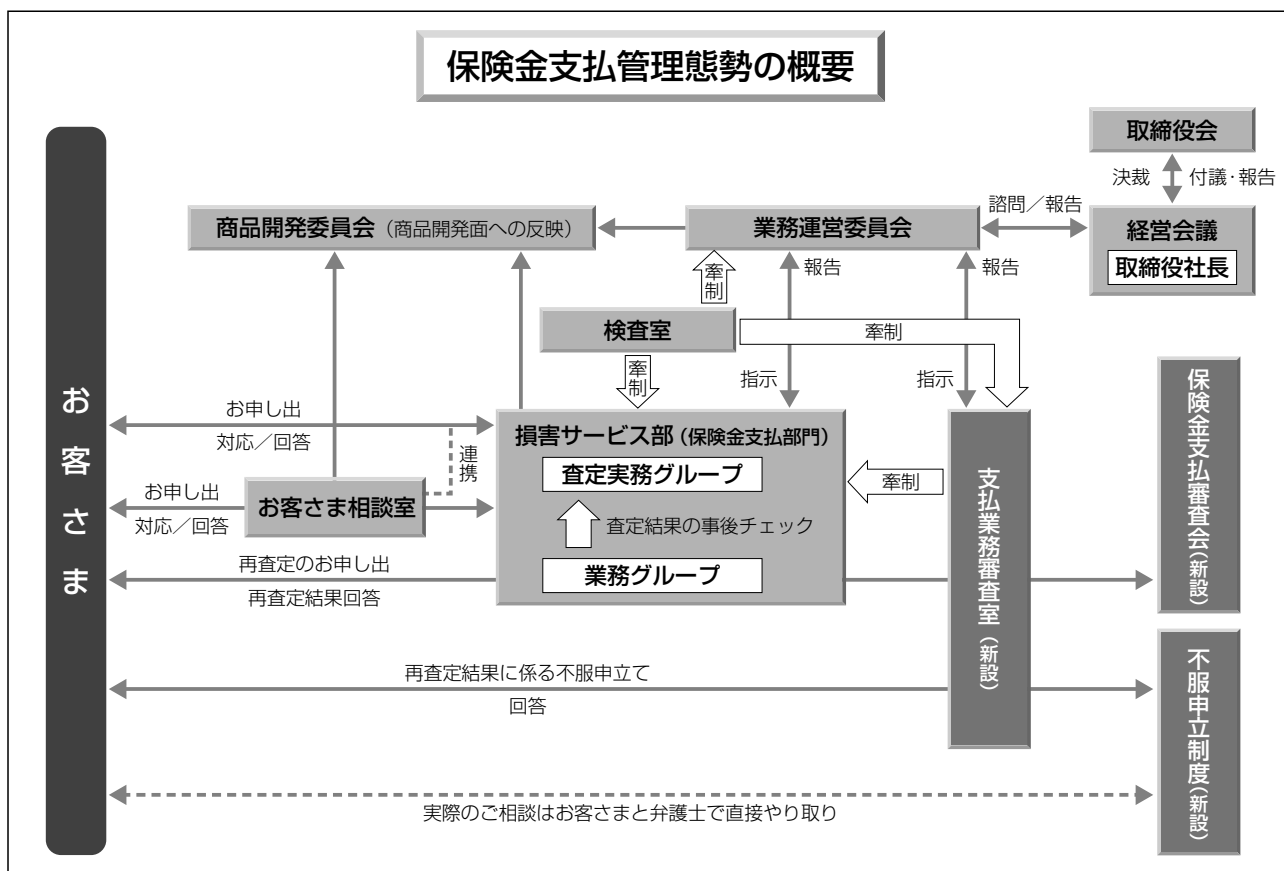 保険金支払管理態勢の概要
取締役会
決裁
付議・報告
諮問／報告
商品開発委員会（商品開発面への反映）
業務運営委員会
経営会議
取締役社長
牽制
報告
報告
検査室
牽制
牽制
指示
指示
お客さま
お申し出
対応／回答
連携
損害サービス部（保険金支払部門）
査定実務グループ
牽制
お申し出
対応／回答
お客さま相談室
査定結果の事後チェック
業務グループ
再査定のお申し出
再査定結果回答
支払業務審査室（新設）
保険金支払審査会（新設）
再査定結果に係る不服申立て
回答
不服申立制度（新設）
実際のご相談はお客さまと弁護士で直接やり取り